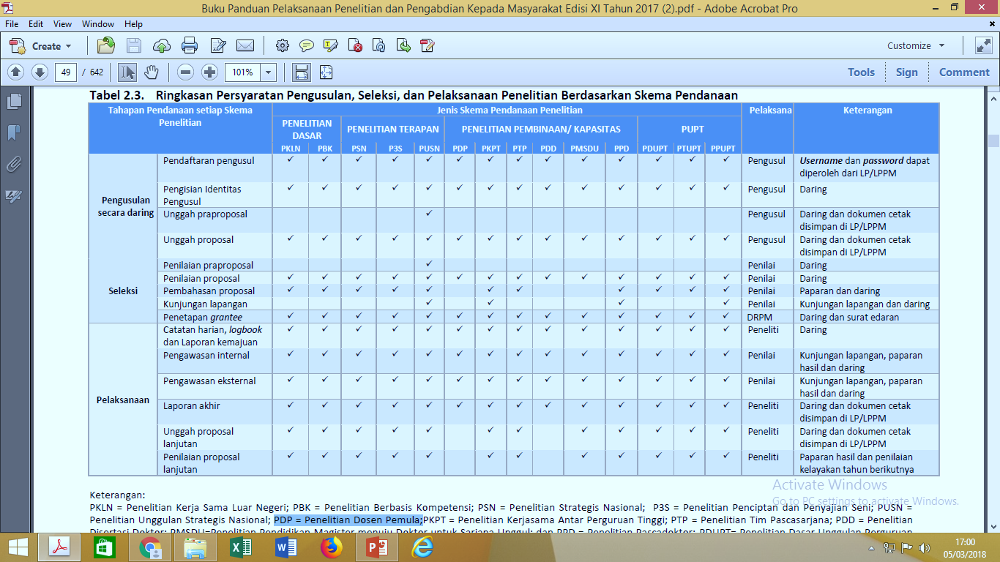 Buku Panduan Pelaksanaan Penelitian dan Pengabdian Kepada Masyarakat Edisi XI Tahun 2017 (2).pdf - Adobe Acrobat Pro
File Edit View Window Help
Create
Customize
49 / 642
101%
Tools Sign Comment
Tabel 2.3. Ringkasan Persyaratan Pengusulan, Seleksi, dan Pelaksanaan Penelitian Berdasarkan Skema Pendanaan
Tahapan Pendanaan setiap Skema Penelitian Jenis Skema Pendanaan Penelitian Pelaksana Keterangan
PENELITIAN DASAR PENELITIAN TERAPAN PENELITIAN PEMBINAAN/ KAPASITAS PUPT
PKLN PBK PSN P3S PUSN PDP PKPT PTP PDD PMSDU PPD PDUPT PTUPT PPUPT
Pengusulan secara daring
Pendaftaran pengusul ✓ ✓ ✓ ✓ ✓ ✓ ✓ ✓ ✓ ✓ ✓ ✓ ✓ ✓ Pengusul Username dan password dapat
diperoleh dari LP/LPPM
Pengisian Identitas ✓ ✓ ✓ ✓ ✓ ✓ ✓ ✓ ✓ ✓ ✓ ✓ ✓ ✓ Pengusul Daring
Pengusul
Unggah praproposal ✓ Pengusul Daring dan dokumen cetak
disimpan di LP/LPPM
Unggah proposal ✓ ✓ ✓ ✓ ✓ ✓ ✓ ✓ ✓ ✓ ✓ ✓ ✓ ✓ Pengusul Daring dan dokumen cetak
disimpan di LP/LPPM
Seleksi
Penilaian praproposal ✓ Penilai Daring
Penilaian proposal ✓ ✓ ✓ ✓ ✓ ✓ ✓ ✓ ✓ ✓ ✓ ✓ ✓ ✓ Penilai Daring
Pembahasan proposal ✓ ✓ ✓ ✓ ✓ ✓ ✓ ✓ ✓ ✓ ✓ Penilai Paparan dan daring
Kunjungan lapangan ✓ ✓ ✓ ✓ Penilai Kunjungan lapangan dan daring
Penetapan grantee ✓ ✓ ✓ ✓ ✓ ✓ ✓ ✓ ✓ ✓ ✓ ✓ ✓ ✓ DRPM Daring dan surat edaran
Pelaksanaan
Catatan harian, logbook ✓ ✓ ✓ ✓ ✓ ✓ ✓ ✓ ✓ ✓ ✓ ✓ ✓ ✓ Peneliti Daring
dan Laporan kemajuan
Pengawasan internal ✓ ✓ ✓ ✓ ✓ ✓ ✓ ✓ ✓ ✓ ✓ ✓ ✓ ✓ Penilai Kunjungan lapangan, paparan
hasil dan daring
Pengawasan eksternal ✓ ✓ ✓ ✓ ✓ ✓ ✓ ✓ ✓ ✓ ✓ ✓ ✓ ✓ Penilai Kunjungan lapangan, paparan
hasil dan daring
Laporan akhir ✓ ✓ ✓ ✓ ✓ ✓ ✓ ✓ ✓ ✓ ✓ ✓ ✓ ✓ Peneliti Daring dan dokumen cetak
disimpan di LP/LPPM
Unggah proposal ✓ ✓ ✓ ✓ ✓ ✓ ✓ ✓ ✓ ✓ ✓ ✓ Peneliti Daring dan dokumen cetak
lanjutan disimpan di LP/LPPM
Penilaian proposal ✓ ✓ ✓ ✓ ✓ ✓ ✓ ✓ ✓ ✓ ✓ ✓ Peneliti Paparan hasil dan penilaian
lanjutan kelayakan tahun berikutnya
Keterangan:
PKLN = Penelitian Kerja Sama Luar Negeri; PBK = Penelitian Berbasis Kompetensi; PSN = Penelitian Strategis Nasional; P3S = Penelitian Penciptan dan Penyajian Seni; PUSN =
Penelitian Unggulan Strategis Nasional; PDP = Penelitian Dosen Pemula;PKPT = Penelitian Kerjasama Antar Perguruan Tinggi; PTP = Penelitian Tim Pascasarjana; PDD = Penelitian
Disertasi Doktor; PMSDU=Penelitian Pendidikan Magister menuju Doktor untuk Sarjana Unggul; dan PPD = Penelitian Pascadoktor; PDUPT= Penelitian Dasar Unggulan Perguruan
Activate Windows
Go to PC settings to activate Windows.
17:00
05/03/2018